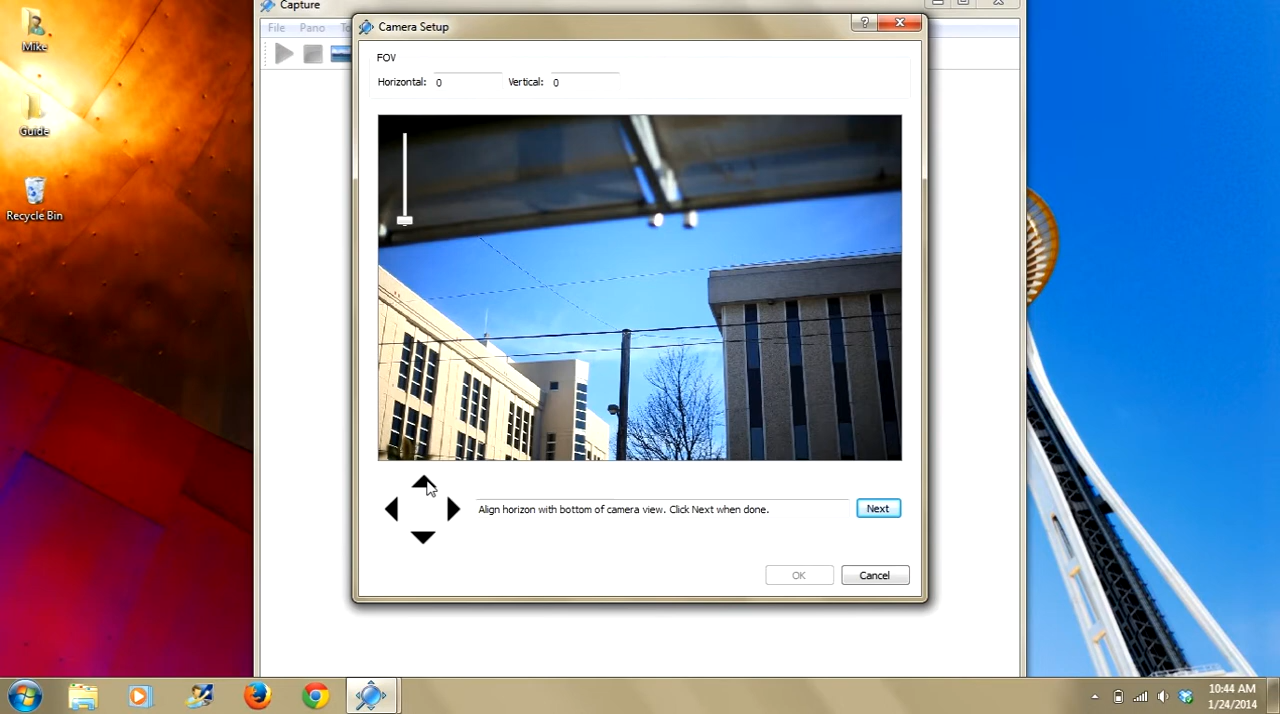 Capture
Mike
Guide
Recycle Bin
File Pano
Camera Setup
?
FOV
Horizontal: 0 Vertical: 0
Align horizon with bottom of camera view. Click Next when done.
Next
OK
Cancel
10:44 AM
1/24/2014